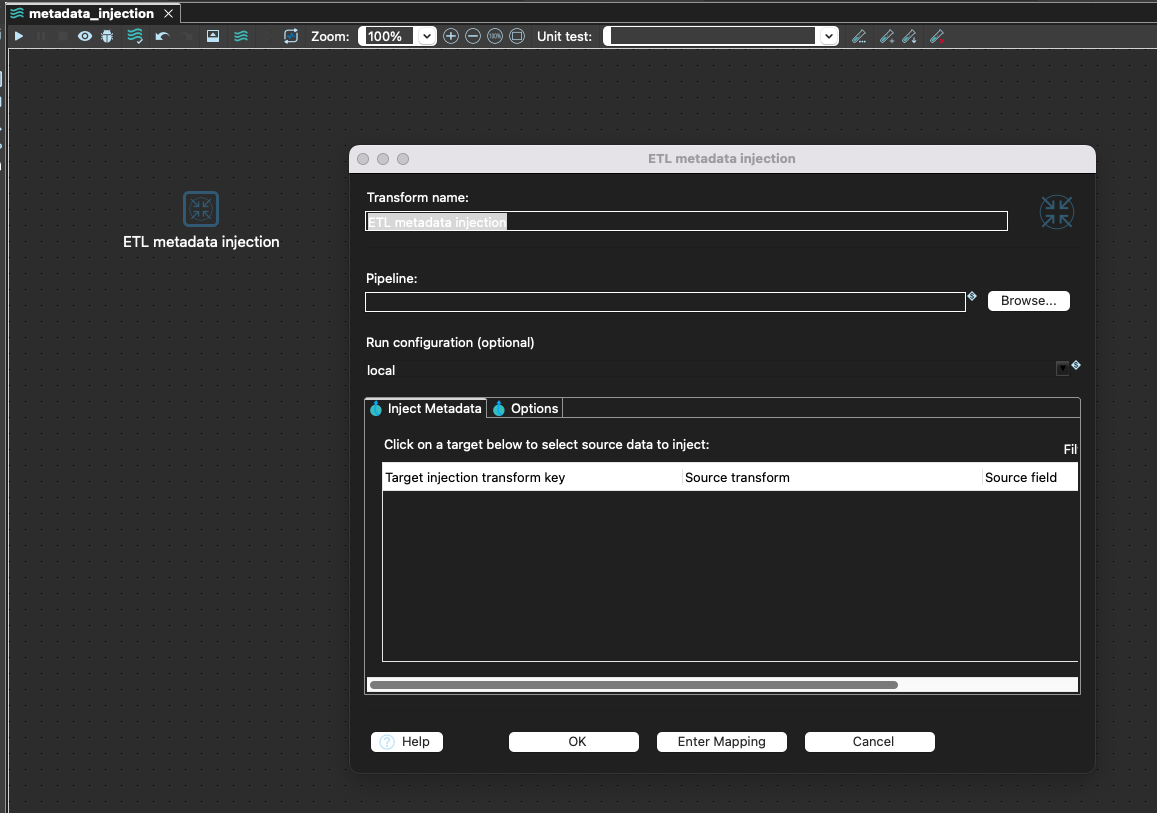 metadata_injection
Zoom: 100% 100% Unit test:
ETL metadata injection
Transform name:
ETL metadata injection
ETL metadata injection
Pipeline:
Browse...
Run configuration (optional)
local
Inject Metadata Options
Click on a target below to select source data to inject:
Fil
Target injection transform key Source transform Source field
Help OK Enter Mapping Cancel